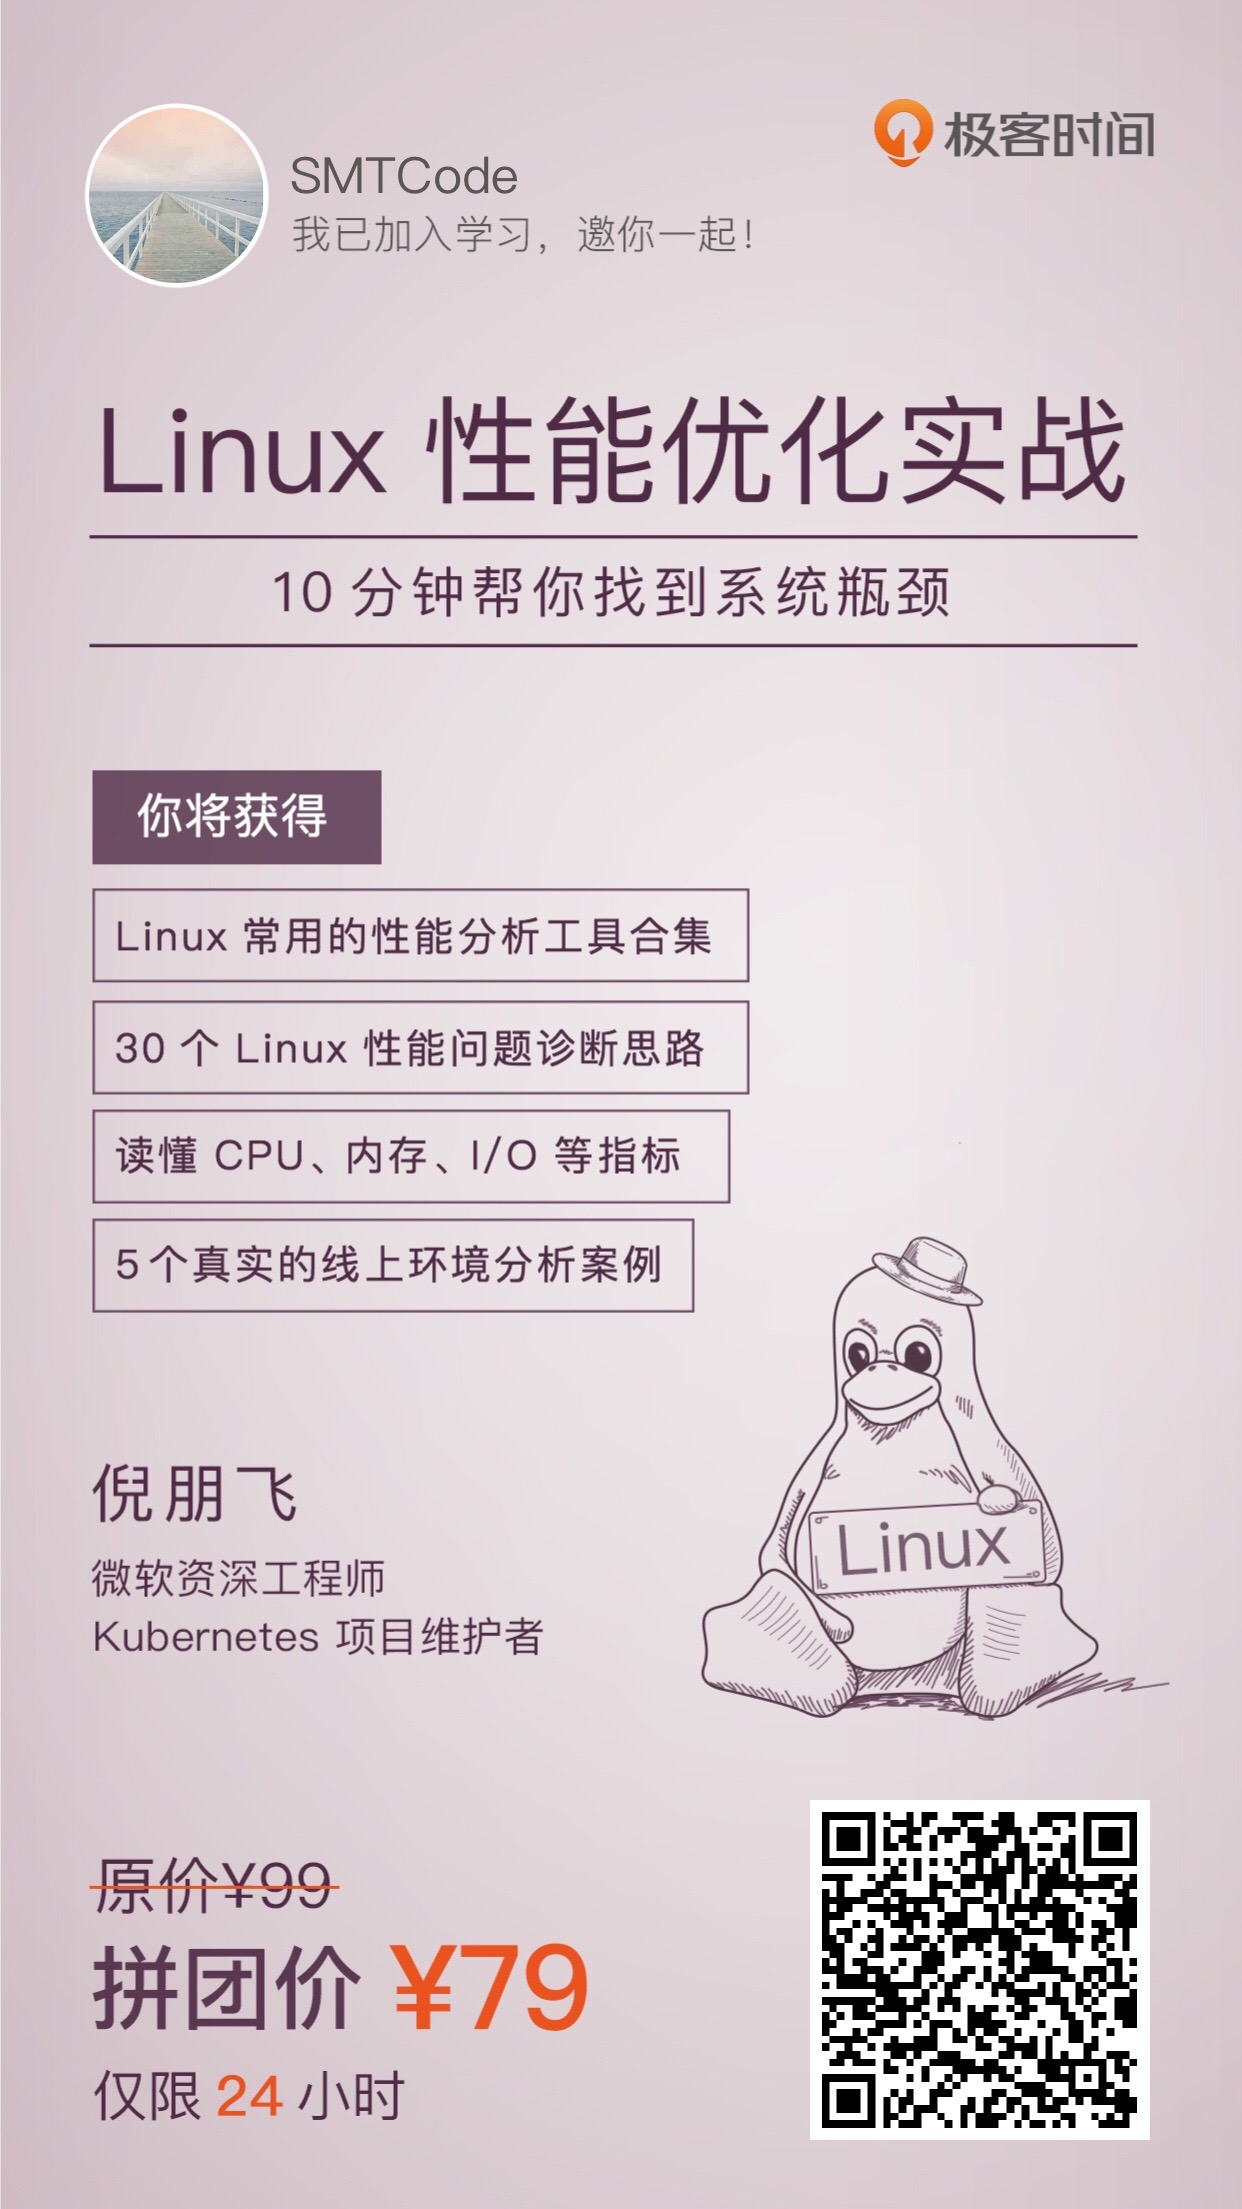 极客时间
SMTCode
我已加入学习，邀你一起！
Linux 性能优化实战
10 分钟帮你找到系统瓶颈
你将获得
Linux 常用的性能分析工具合集
30 个 Linux 性能问题诊断思路
读懂 CPU、内存、I/O 等指标
5个真实的线上环境分析案例
倪朋飞
微软资深工程师
Kubernetes 项目维护者
Linux
原价¥99
拼团价 ¥79
仅限 24 小时